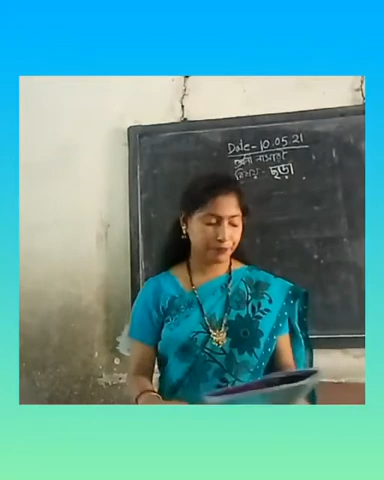 Date - 10.05.21
শ্রেণী নার্সারি
বিষয় - ছড়া